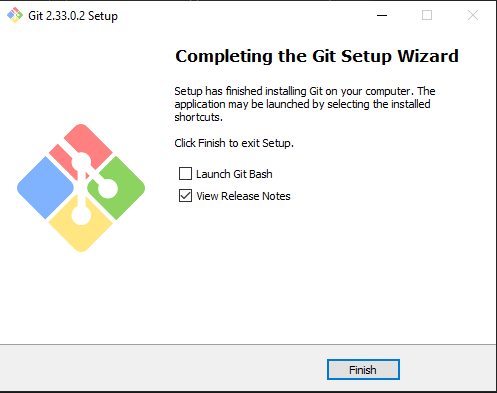 Git 2.33.0.2 Setup
Completing the Git Setup Wizard
Setup has finished installing Git on your computer. The
application may be launched by selecting the installed
shortcuts.
Click Finish to exit Setup.
Launch Git Bash
View Release Notes
Finish